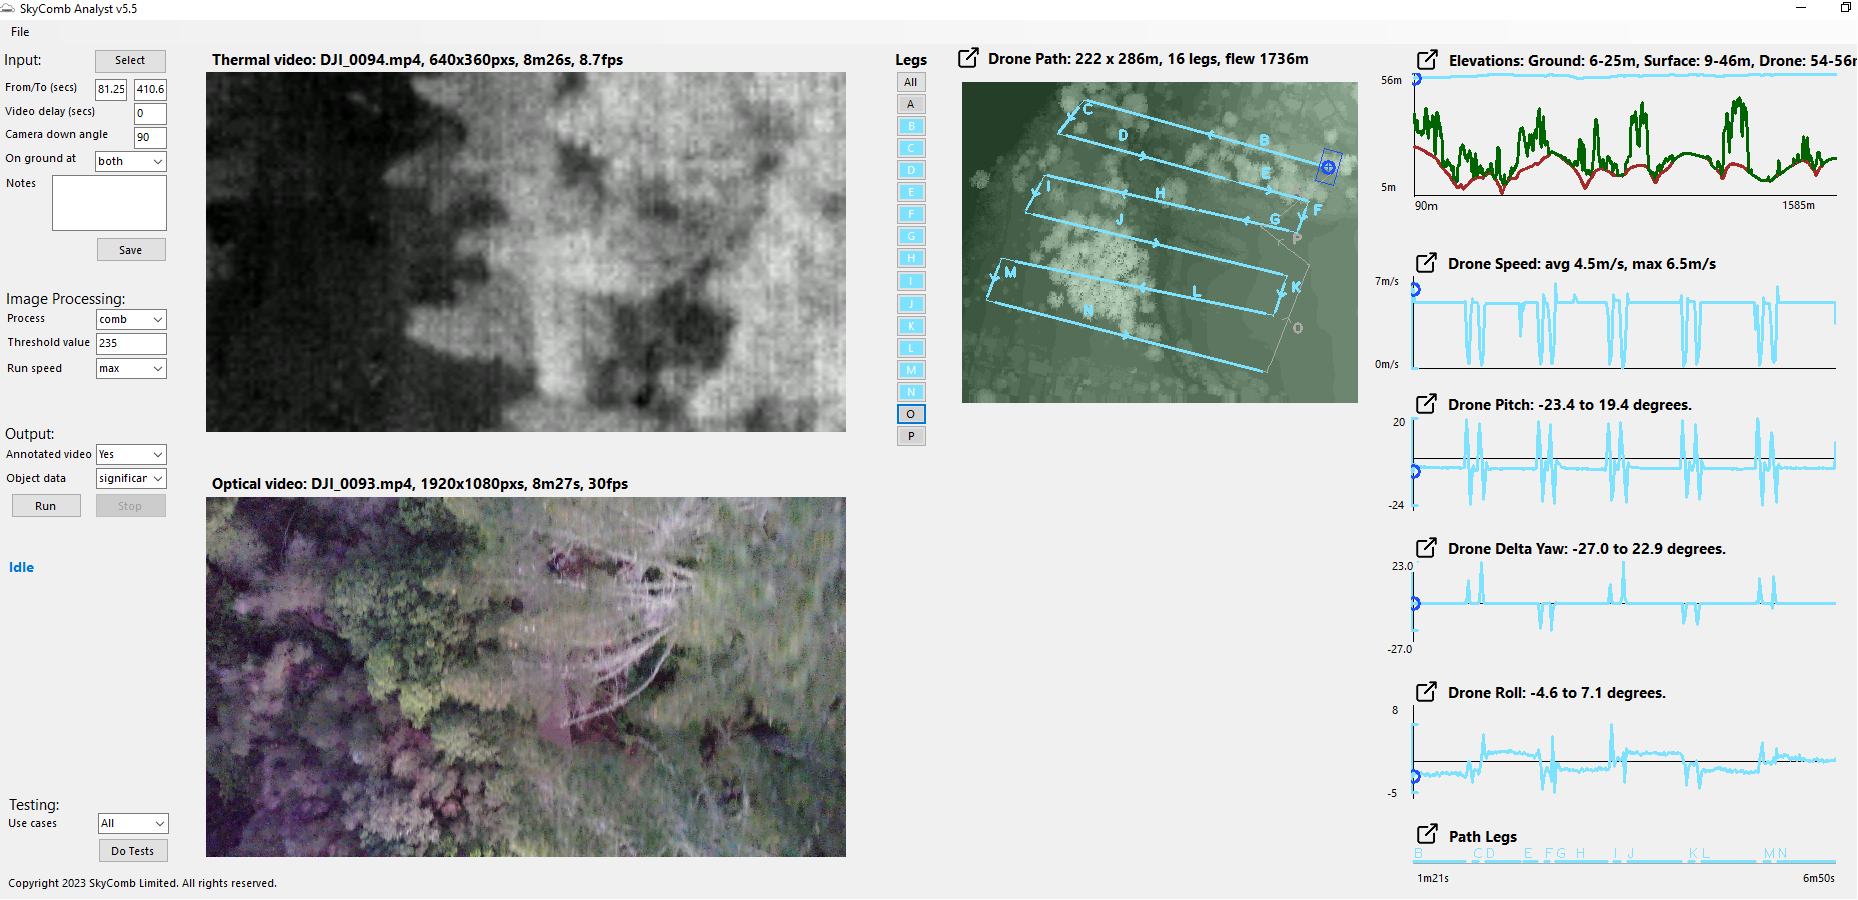 SkyComb Analyst v5.5
File
Input:
Select
From/To (secs)
81.25
410.6
Video delay (secs)
0
Camera down angle
90
On ground at
both
Notes
Save
Image Processing:
Process
comb
Threshold value
235
Run speed
max
Output:
Annotated video
Yes
Object data
significar
Run
Stop
Idle
Testing:
Use cases
All
Do Tests
Copyright 2023 SkyComb Limited. All rights reserved.
Thermal video: DJI_0094.mp4, 640x360pxs, 8m26s, 8.7fps
Optical video: DJI_0093.mp4, 1920x1080pxs, 8m27s, 30fps
Legs
All
A
B
C
D
E
F
G
H
I
J
K
L
M
N
O
P
Drone Path: 222 x 286m, 16 legs, flew 1736m
C
B
D
E
I
H
F
J
G
P
M
L
K
N
O
Elevations: Ground: 6-25m, Surface: 9-46m, Drone: 54-56m
56m
5m
90m
1585m
Drone Speed: avg 4.5m/s, max 6.5m/s
7m/s
0m/s
Drone Pitch: -23.4 to 19.4 degrees.
20
-24
Drone Delta Yaw: -27.0 to 22.9 degrees.
23.0
-27.0
Drone Roll: -4.6 to 7.1 degrees.
8
-5
Path Legs
B C D E F G H I J K L M N
1m21s
6m50s